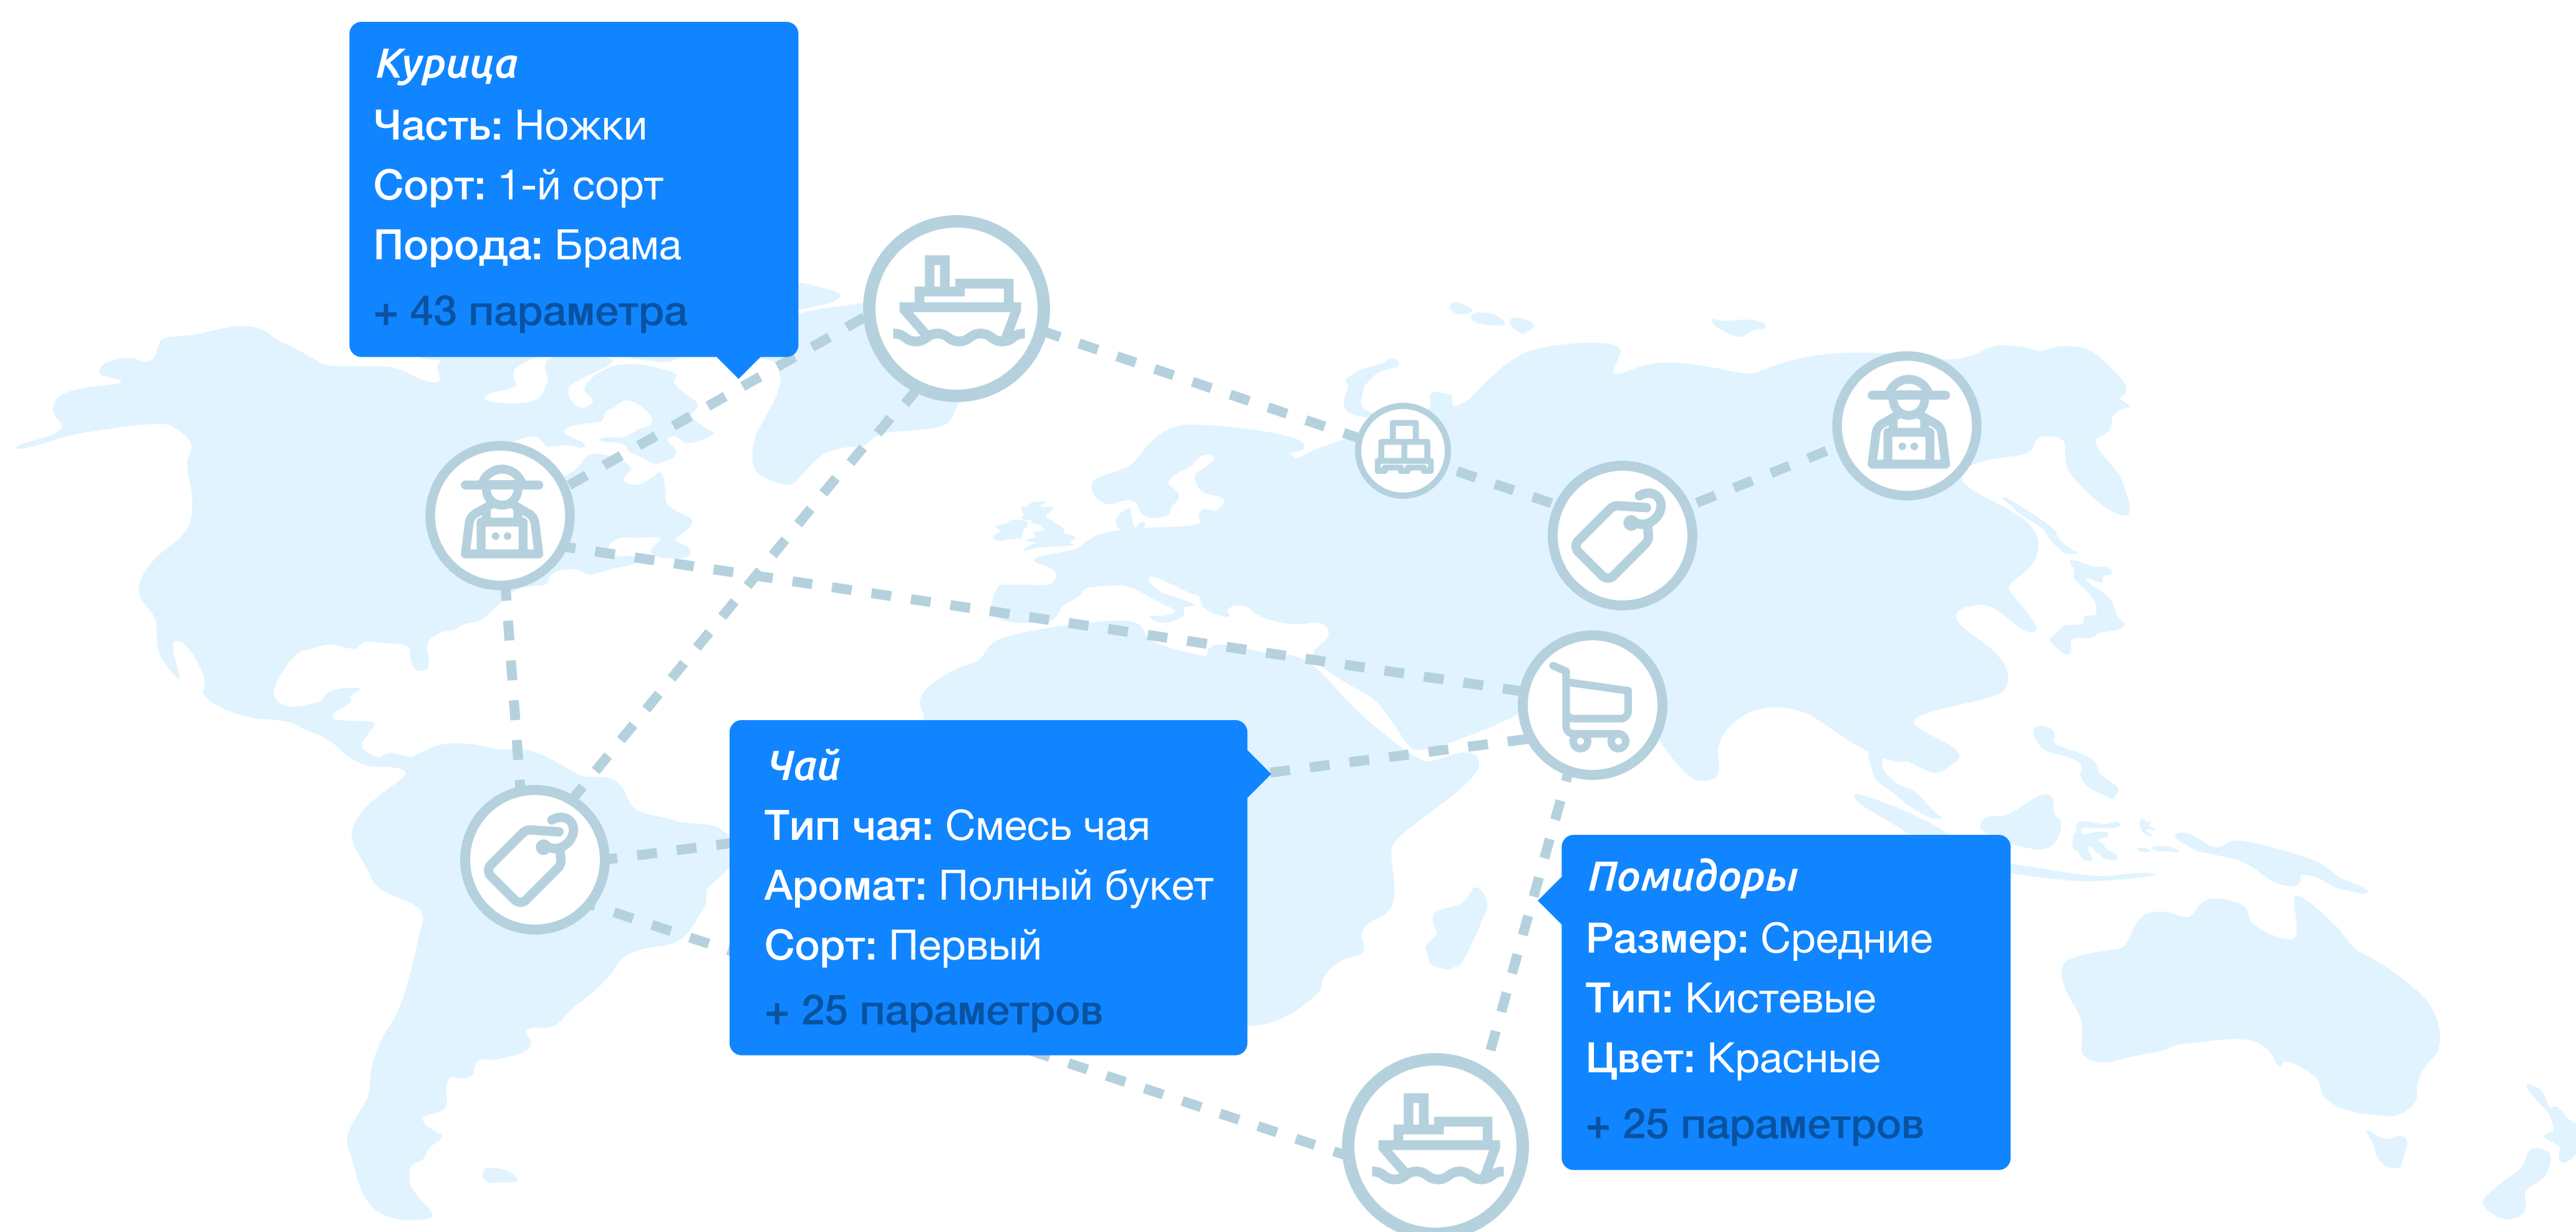 Курица
Часть: Ножки
Сорт: 1-й сорт
Порода: Брама
+ 43 параметра
Чай
Тип чая: Смесь чая
Аромат: Полный букет
Сорт: Первый
+ 25 параметров
Помидоры
Размер: Средние
Тип: Кистевые
Цвет: Красные
+ 25 параметров